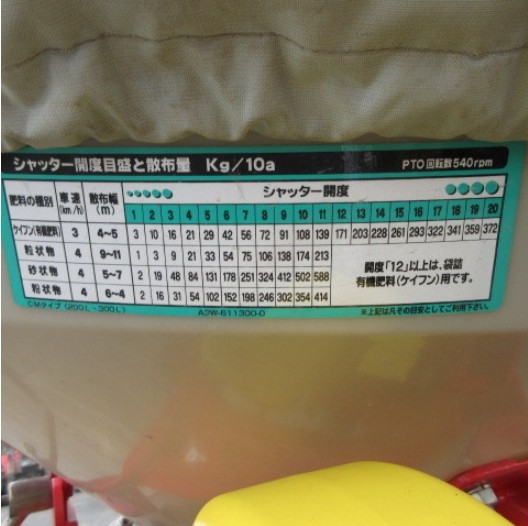 シャッター開度目盛と散布量 Kg/10a PTO回転数540rpm
肥料の種別 車速(km/h) 散布幅(m) シャッター開度
1 2 3 4 5 6 7 8 9 10 11 12 13 14 15 16 17 18 19 20
ケイフン(有機肥料) 3 4~5 3 10 16 21 29 42 56 72 91 108 139 171 203 228 261 293 322 341 359 372
粒状物 4 9~11 1 3 9 21 33 54 75 106 138 174 213
砂状物 4 5~7 2 19 48 84 131 178 251 324 412 502 588
粉状物 4 6~4 2 16 31 54 102 152 198 246 302 354 414
開度「12」以上は、袋詰
有機肥料(ケイフン)用です。
CMタイプ(200L・300L) A3W-611300-0 ※上記は凡その目安としてご利用下さい。